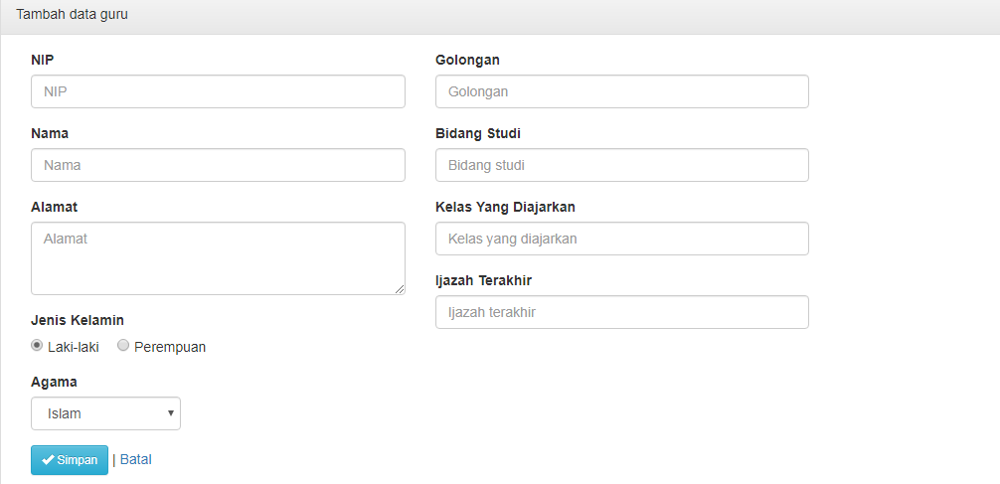 Tambah data guru
NIP
NIP
Nama
Nama
Alamat
Alamat
Jenis Kelamin
Laki-laki Perempuan
Agama
Islam
Simpan | Batal
Golongan
Golongan
Bidang Studi
Bidang studi
Kelas Yang Diajarkan
Kelas yang diajarkan
Ijazah Terakhir
Ijazah terakhir